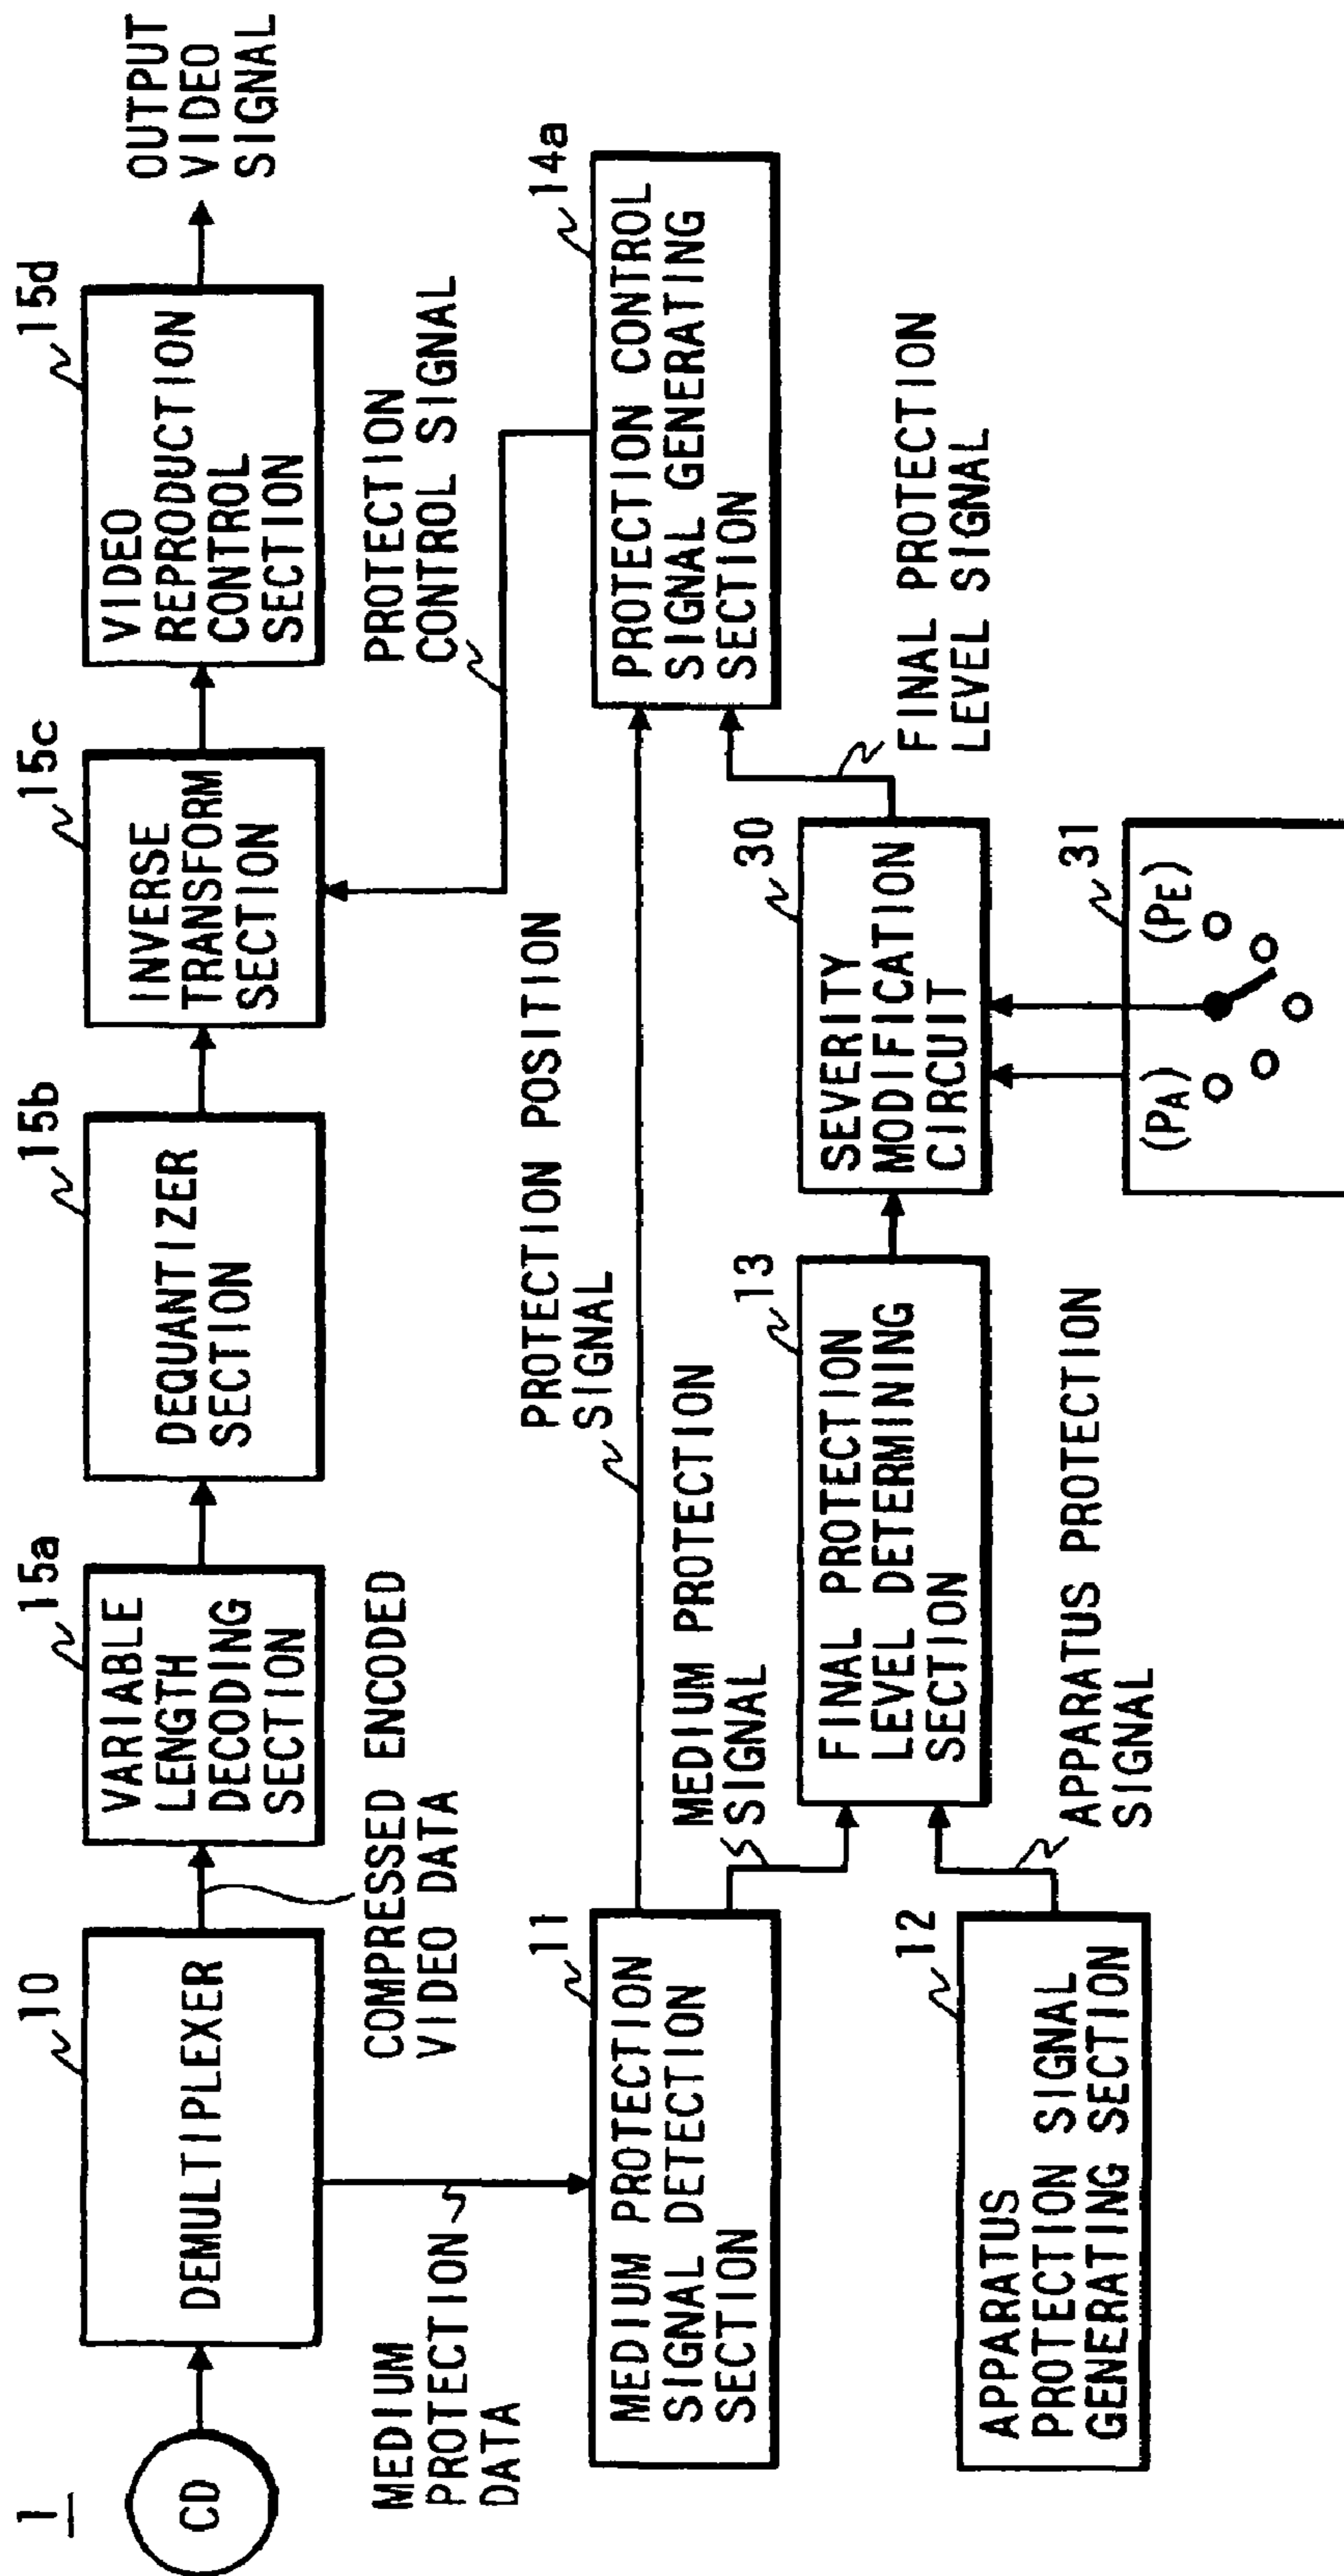 1
CD
10
DEMULTIPLEXER
COMPRESSED ENCODED
VIDEO DATA
15a
VARIABLE
LENGTH
DECODING
SECTION
15b
DEQUANTIZER
SECTION
15c
INVERSE
TRANSFORM
SECTION
15d
VIDEO
REPRODUCTION
CONTROL
SECTION
OUTPUT
VIDEO
SIGNAL
MEDIUM
PROTECTION
DATA
PROTECTION
CONTROL SIGNAL
11
MEDIUM PROTECTION
SIGNAL DETECTION
SECTION
PROTECTION POSITION
SIGNAL
14a
PROTECTION CONTROL
SIGNAL GENERATING
SECTION
MEDIUM PROTECTION
SIGNAL
13
FINAL PROTECTION
LEVEL DETERMINING
SECTION
30
SEVERITY
MODIFICATION
CIRCUIT
FINAL PROTECTION
LEVEL SIGNAL
12
APPARATUS
PROTECTION SIGNAL
GENERATING SECTION
APPARATUS PROTECTION
SIGNAL
31
(PA)
(PE)